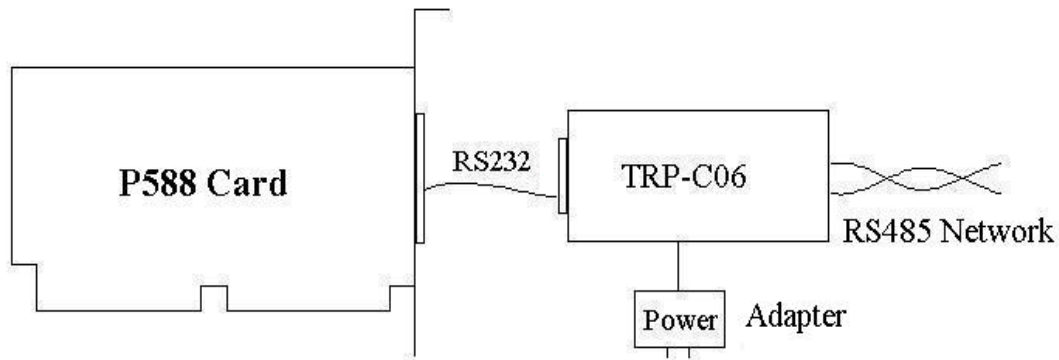 P588 Card
RS232
TRP-C06
RS485 Network
Power
Adapter